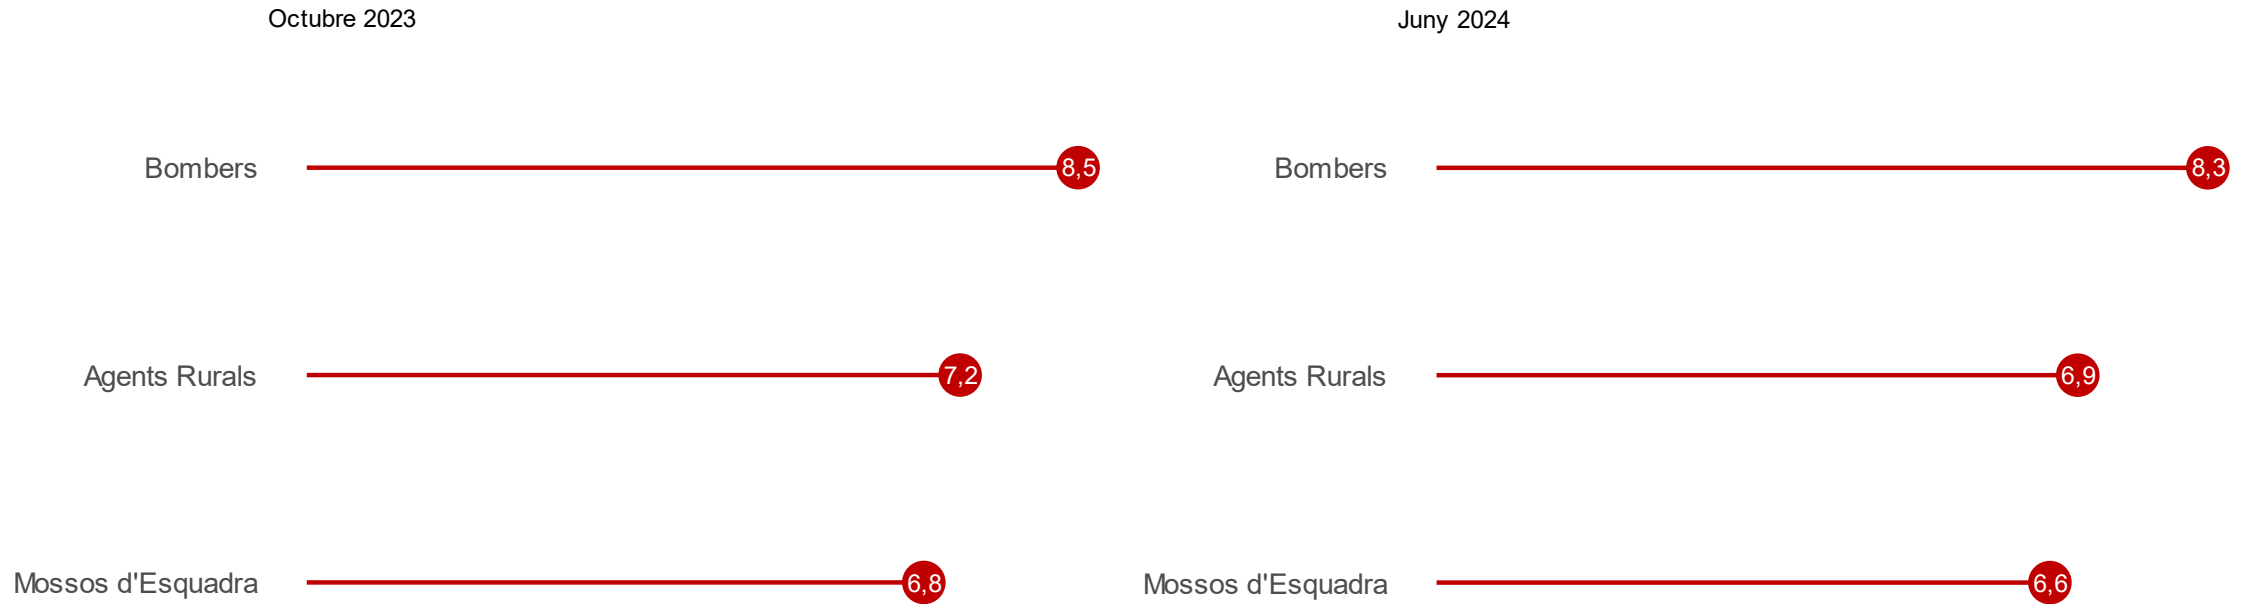 Octubre 2023
Bombers
8,5
Agents Rurals
7,2
Mossos d'Esquadra
6,8
Juny 2024
Bombers
8,3
Agents Rurals
6,9
Mossos d'Esquadra
6,6